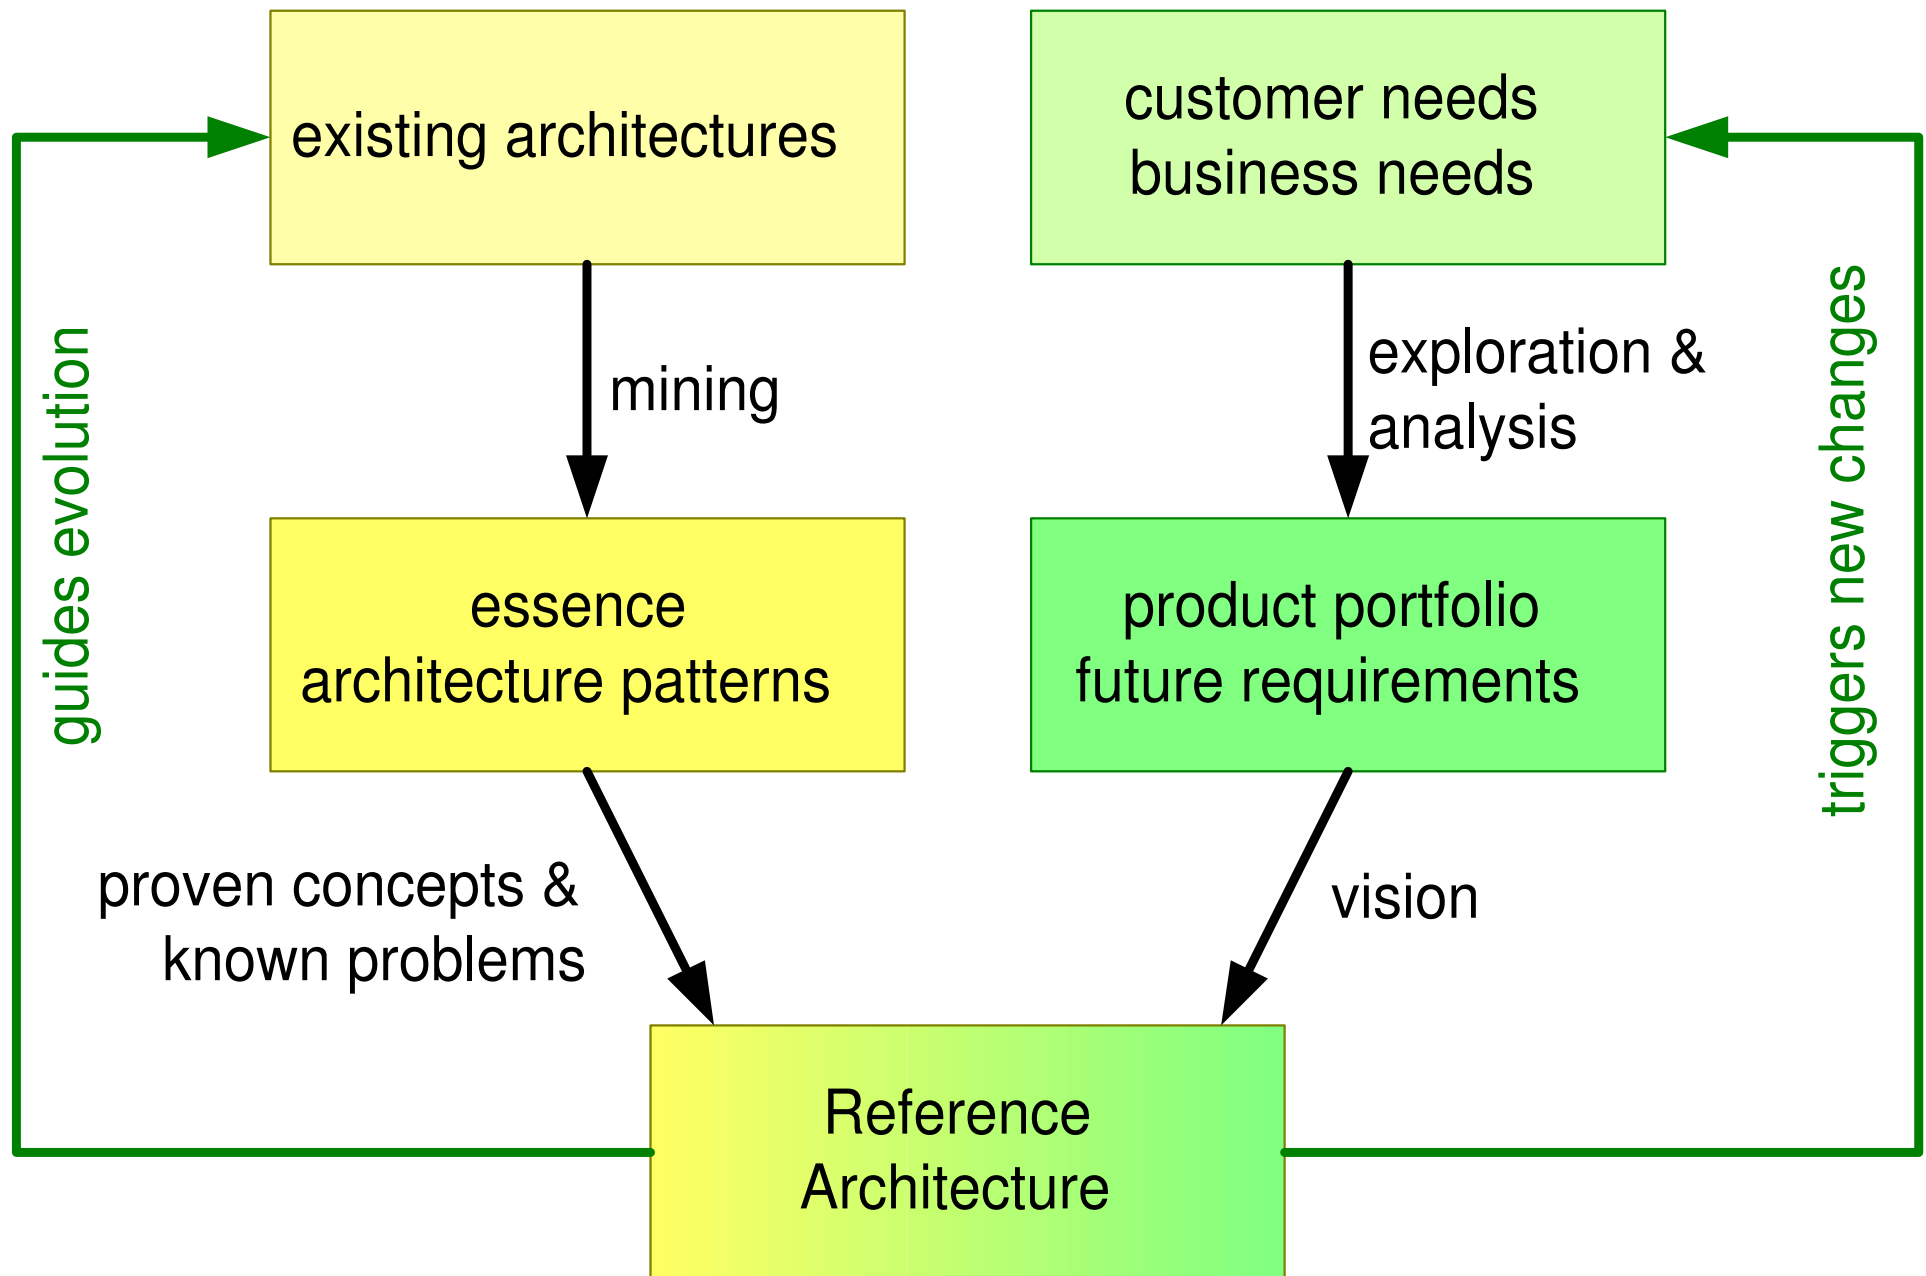 existing architectures
customer needs
business needs
guides evolution
mining
exploration &
analysis
triggers new changes
essence
architecture patterns
product portfolio
future requirements
proven concepts &
known problems
vision
Reference
Architecture